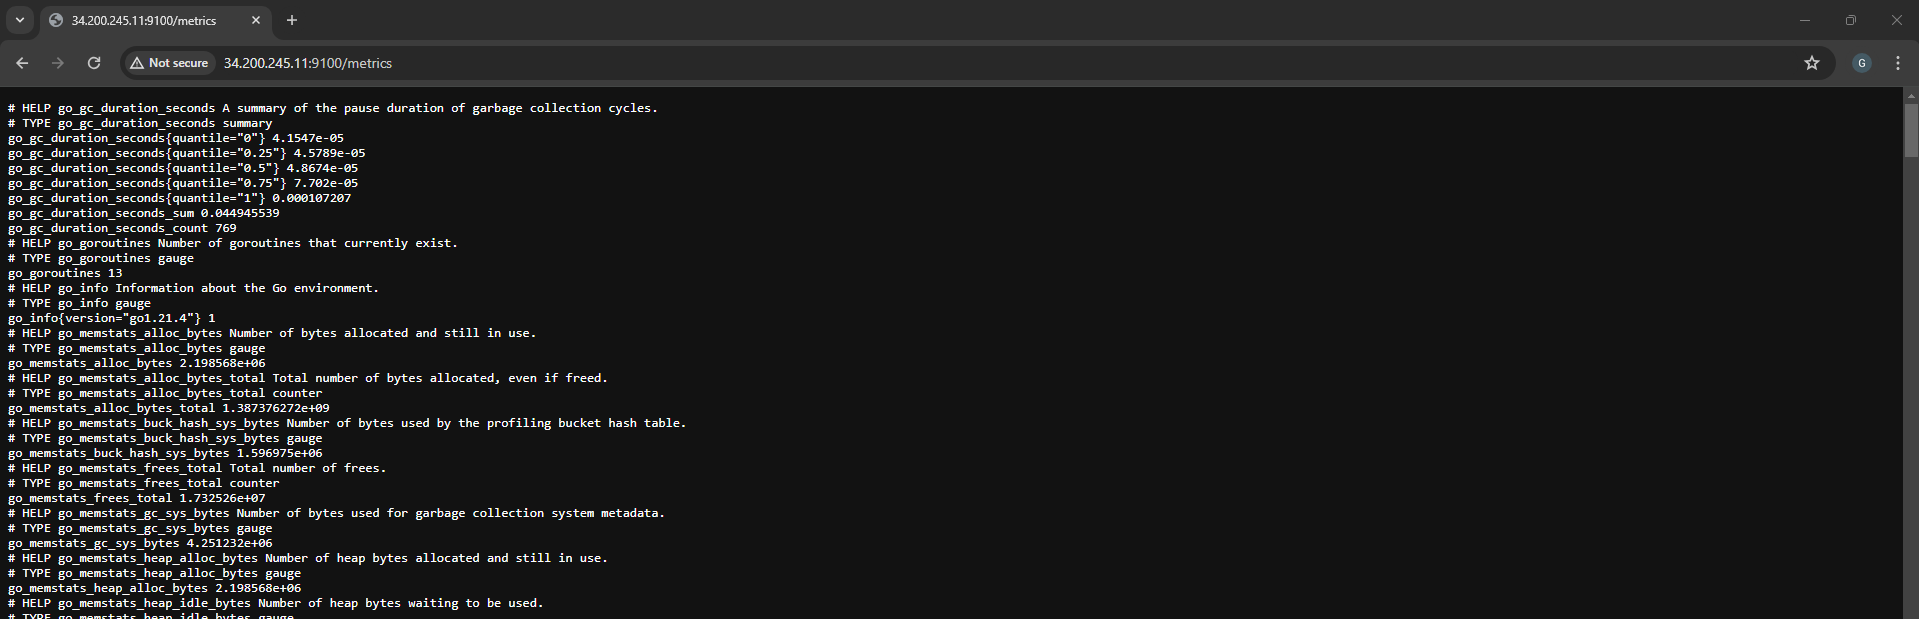 34.200.245.11:9100/metrics
Not secure
34.200.245.11:9100/metrics
G
# HELP go_gc_duration_seconds A summary of the pause duration of garbage collection cycles.
# TYPE go_gc_duration_seconds summary
go_gc_duration_seconds{quantile="0"} 4.1547e-05
go_gc_duration_seconds{quantile="0.25"} 4.5789e-05
go_gc_duration_seconds{quantile="0.5"} 4.8674e-05
go_gc_duration_seconds{quantile="0.75"} 7.702e-05
go_gc_duration_seconds{quantile="1"} 0.000107207
go_gc_duration_seconds_sum 0.044945539
go_gc_duration_seconds_count 769
# HELP go_goroutines Number of goroutines that currently exist.
# TYPE go_goroutines gauge
go_goroutines 13
# HELP go_info Information about the Go environment.
# TYPE go_info gauge
go_info{version="go1.21.4"} 1
# HELP go_memstats_alloc_bytes Number of bytes allocated and still in use.
# TYPE go_memstats_alloc_bytes gauge
go_memstats_alloc_bytes 2.198568e+06
# HELP go_memstats_alloc_bytes_total Total number of bytes allocated, even if freed.
# TYPE go_memstats_alloc_bytes_total counter
go_memstats_alloc_bytes_total 1.387376272e+09
# HELP go_memstats_buck_hash_sys_bytes Number of bytes used by the profiling bucket hash table.
# TYPE go_memstats_buck_hash_sys_bytes gauge
go_memstats_buck_hash_sys_bytes 1.596975e+06
# HELP go_memstats_frees_total Total number of frees.
# TYPE go_memstats_frees_total counter
go_memstats_frees_total 1.732526e+07
# HELP go_memstats_gc_sys_bytes Number of bytes used for garbage collection system metadata.
# TYPE go_memstats_gc_sys_bytes gauge
go_memstats_gc_sys_bytes 4.251232e+06
# HELP go_memstats_heap_alloc_bytes Number of heap bytes allocated and still in use.
# TYPE go_memstats_heap_alloc_bytes gauge
go_memstats_heap_alloc_bytes 2.198568e+06
# HELP go_memstats_heap_idle_bytes Number of heap bytes waiting to be used.
# TYPE go_memstats_heap_idle_bytes gauge